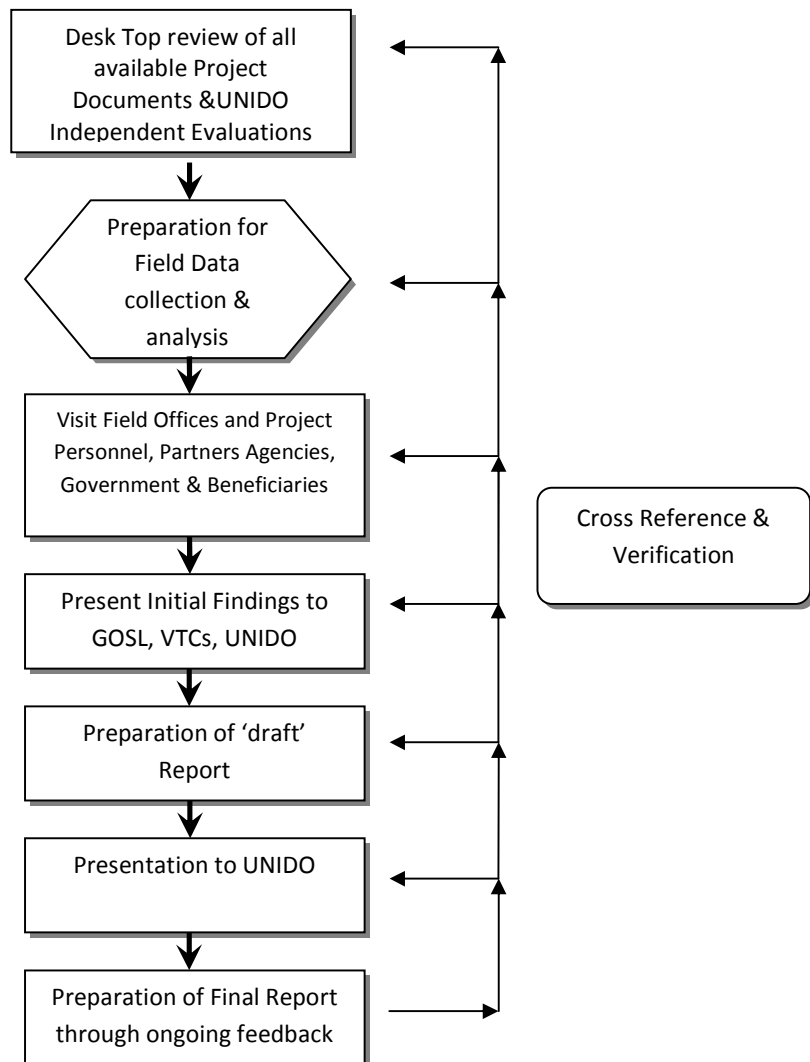 Desk Top review of all
available Project
Documents &UNIDO
Independent Evaluations
Preparation for
Field Data
collection &
analysis
Visit Field Offices and Project
Personnel, Partners Agencies,
Government & Beneficiaries
Cross Reference &
Verification
Present Initial Findings to
GOSL, VTCs, UNIDO
Preparation of ‘draft’
Report
Presentation to UNIDO
Preparation of Final Report
through ongoing feedback